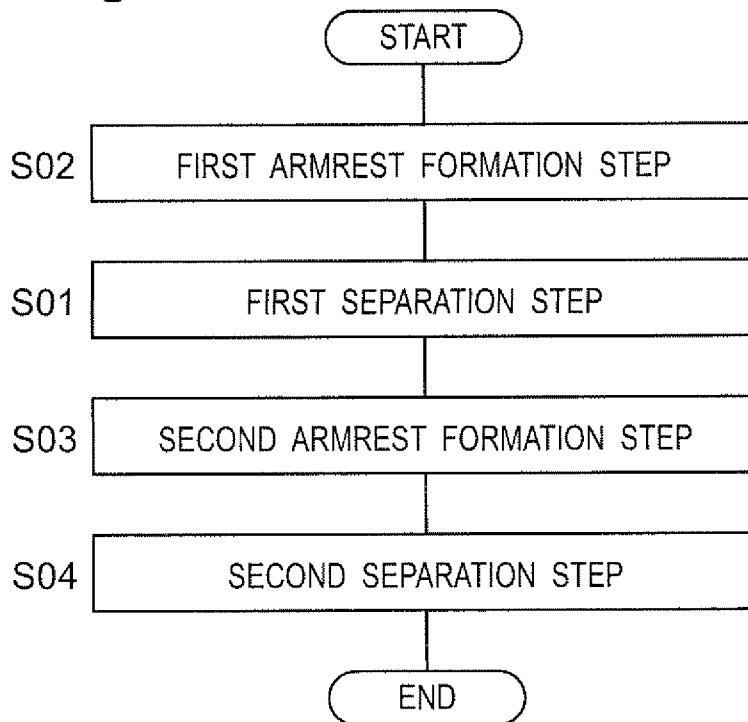 START
S02 FIRST ARMREST FORMATION STEP
S01 FIRST SEPARATION STEP
S03 SECOND ARMREST FORMATION STEP
S04 SECOND SEPARATION STEP
END